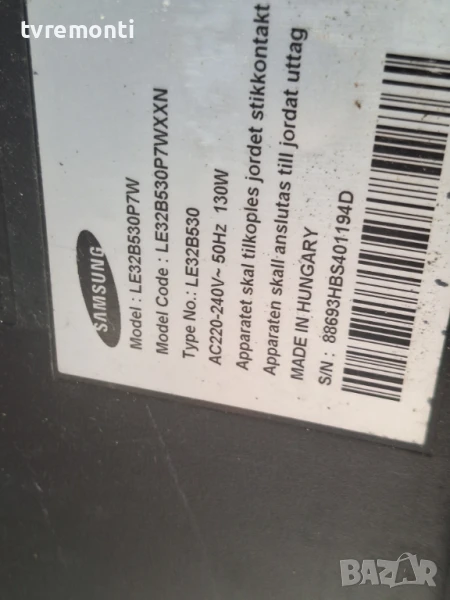 tvremonti
SAMSUNG
Model : LE32B530P7W
Model Code : LE32B530P7WXXN
Type No.: LE32B530
AC220-240V~ 50Hz 130W
Apparatet skal tilkoples jordet stikkontakt
Apparaten skall anslutas till jordat uttag
MADE IN HUNGARY
S/N : 88693HBS401194D
BAZAR